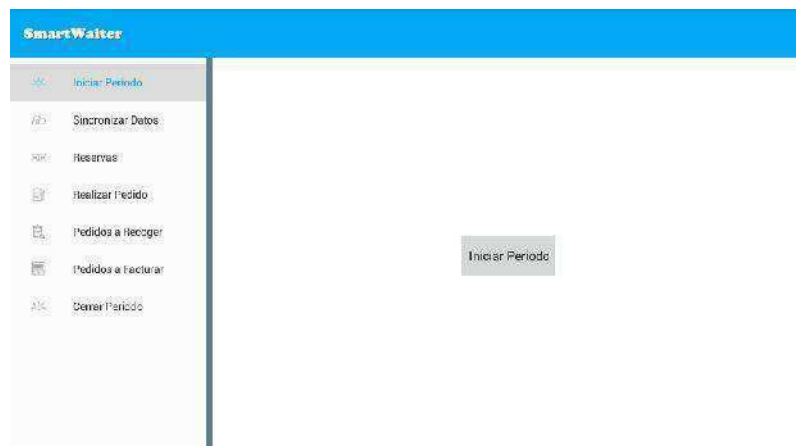 SmartWaiter
Iniciar Periodo
Sincronizar Datos
Reservas
Realizar Pedido
Pedidos a Recoger
Pedidos a Facturar
Cerrar Periodo
Iniciar Periodo